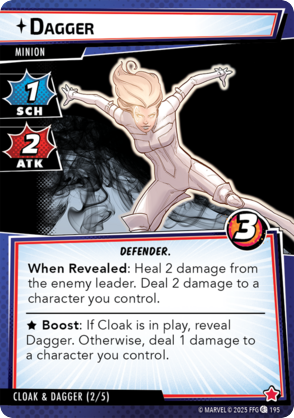 DAGGER
MINION
1
SCH
2
ATK
3
DEFENDER.
When Revealed: Heal 2 damage from
the enemy leader. Deal 2 damage to a
character you control.
★ Boost: If Cloak is in play, reveal
Dagger. Otherwise, deal 1 damage to
a character you control.
© MARVEL © 2025 FFG 195
CLOAK & DAGGER (2/5)